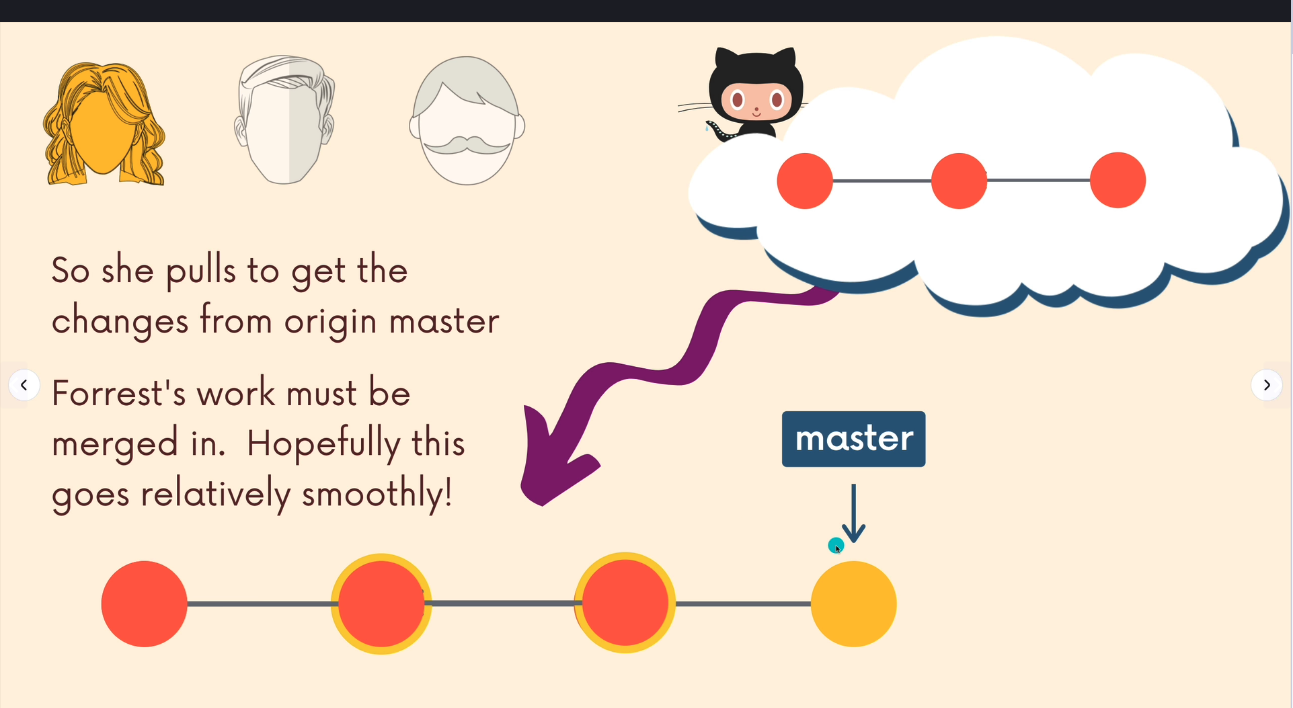 So she pulls to get the
changes from origin master
Forrest's work must be
merged in.  Hopefully this
goes relatively smoothly!
master